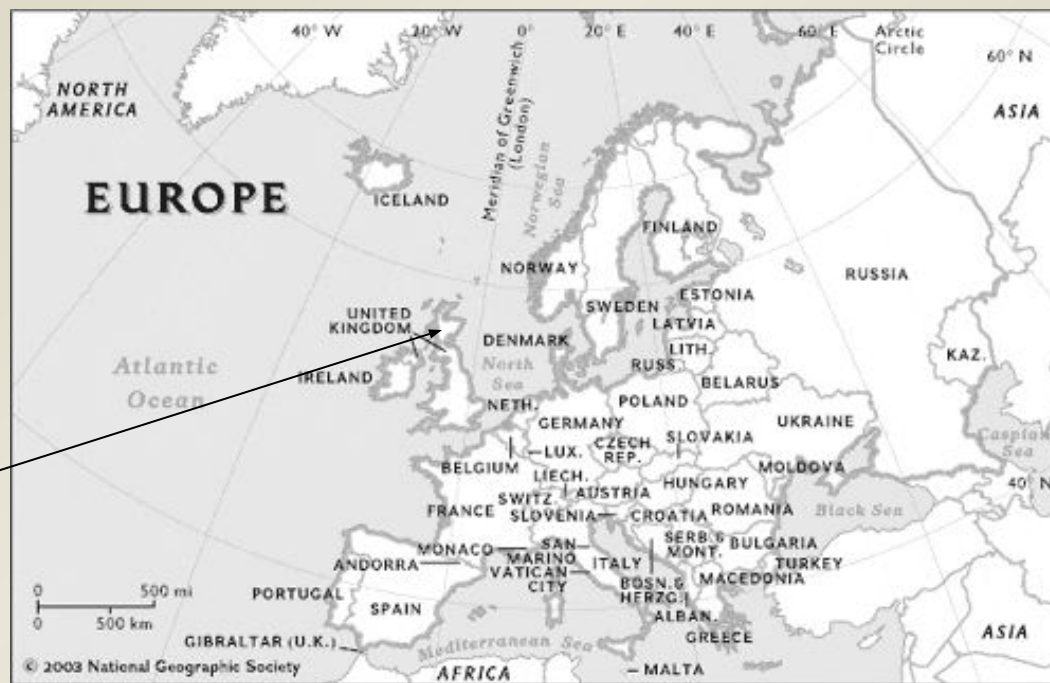 40° W
20° W
0°
20° E
40° E
60° E
Arctic
Circle
60° N
NORTH
AMERICA
ASIA
Meridian of Greenwich
(London)
Norwegian
Sea
EUROPE
ICELAND
FINLAND
NORWAY
RUSSIA
SWEDEN
ESTONIA
UNITED
KINGDOM
LATVIA
DENMARK
LITH.
KAZ.
Atlantic
Ocean
North
Sea
RUSS.
IRELAND
BELARUS
NETH.
POLAND
GERMANY
UKRAINE
CZECH
REP.
SLOVAKIA
LUX.
Caspian
Sea
BELGIUM
MOLDOVA
LIECH.
HUNGARY
40° N
SWITZ.
AUSTRIA
FRANCE
SLOVENIA
CROATIA
ROMANIA
Black Sea
SERB. &
MONT.
BULGARIA
MONACO
SAN
MARINO
ITALY
ANDORRA
VATICAN
CITY
TURKEY
BOSN. &
HERZG.
MACEDONIA
0 500 mi
0 500 km
PORTUGAL
SPAIN
ALBAN.
GREECE
GIBRALTAR (U.K.)
Mediterranean Sea
ASIA
© 2003 National Geographic Society
AFRICA
MALTA